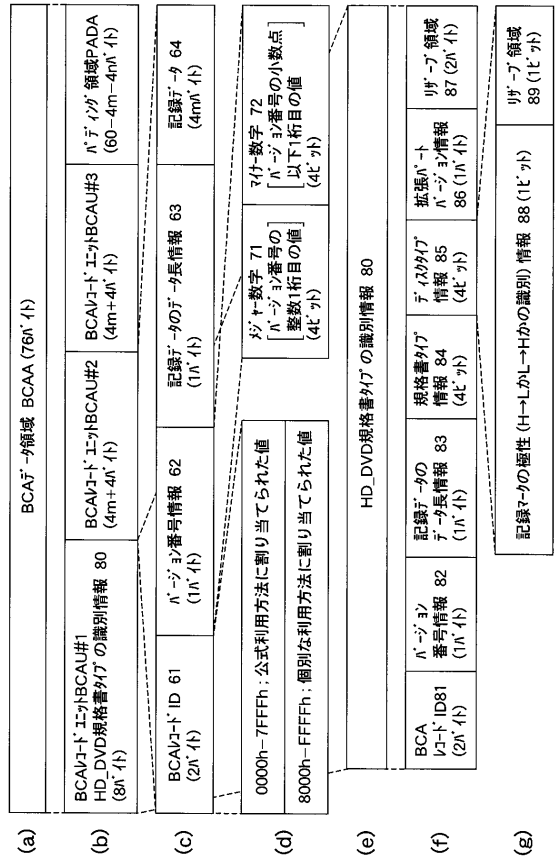 (a)
BCAデータ領域 BCAA (76バイト)
(b)
BCAレコードユニットBCAU#1
HD_DVD規格書タイプの識別情報 80
(8バイト)
BCAレコードユニットBCAU#2
(4m+4バイト)
BCAレコードユニットBCAU#3
(4m+4バイト)
パディング領域PADA
(60-4m-4nバイト)
(c)
BCAレコードID 61
(2バイト)
バージョン番号情報 62
(1バイト)
記録データのデータ長情報 63
(1バイト)
記録データ 64
(4mバイト)
(d)
0000h-7FFFh;公式利用方法に割り当てられた値
8000h-FFFFh;個別な利用方法に割り当てられた値
メジャー数字 71
[バージョン番号の
整数1桁目の値]
(4ビット)
マイナー数字 72
[バージョン番号の小数点
以下1桁目の値]
(4ビット)
(e)
HD_DVD規格書タイプの識別情報 80
(f)
BCA
レコードID81
(2バイト)
バージョン
番号情報 82
(1バイト)
記録データの
データ長情報 83
(1バイト)
規格書タイプ
情報 84
(4ビット)
ディスクタイプ
情報 85
(4ビット)
拡張パート
バージョン情報
86 (1バイト)
リザーブ領域
87 (2バイト)
(g)
記録マークの極性 (H→LかL→Hかの識別) 情報 88 (1ビット)
リザーブ領域
89 (1ビット)